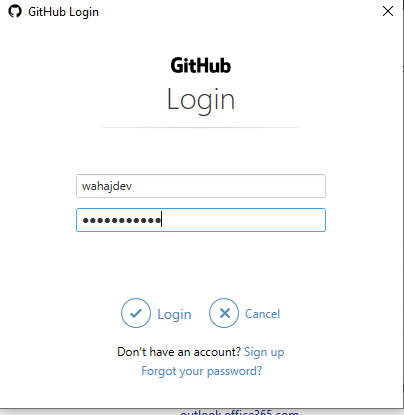 GitHub Login
GitHub
Login
wahajdev
●●●●●●●●●●●
Login Cancel
Don't have an account? Sign up
Forgot your password?
outlook.office365.com